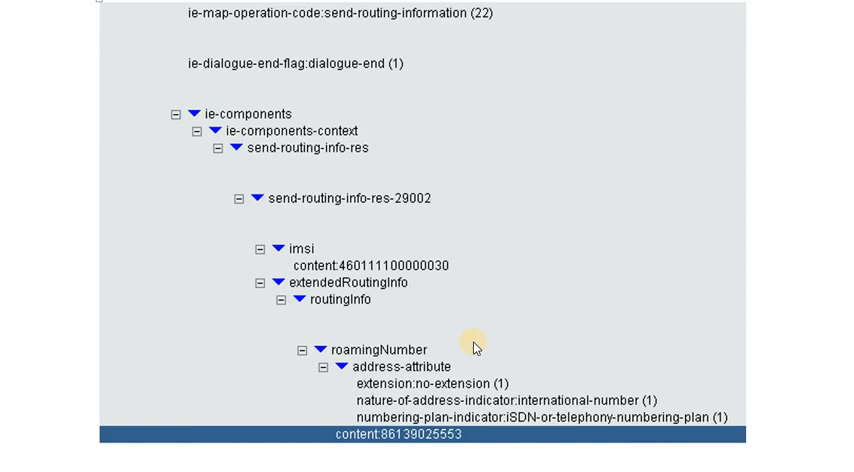 ie-map-operation-code:send-routing-information (22)
ie-dialogue-end-flag:dialogue-end (1)
ie-components
ie-components-context
send-routing-info-res
send-routing-info-res-29002
imsi
content:460111100000030
extendedRoutingInfo
routingInfo
roamingNumber
address-attribute
extension:no-extension (1)
nature-of-address-indicator:international-number (1)
numbering-plan-indicator:iSDN-or-telephony-numbering-plan (1)
content:86139025553